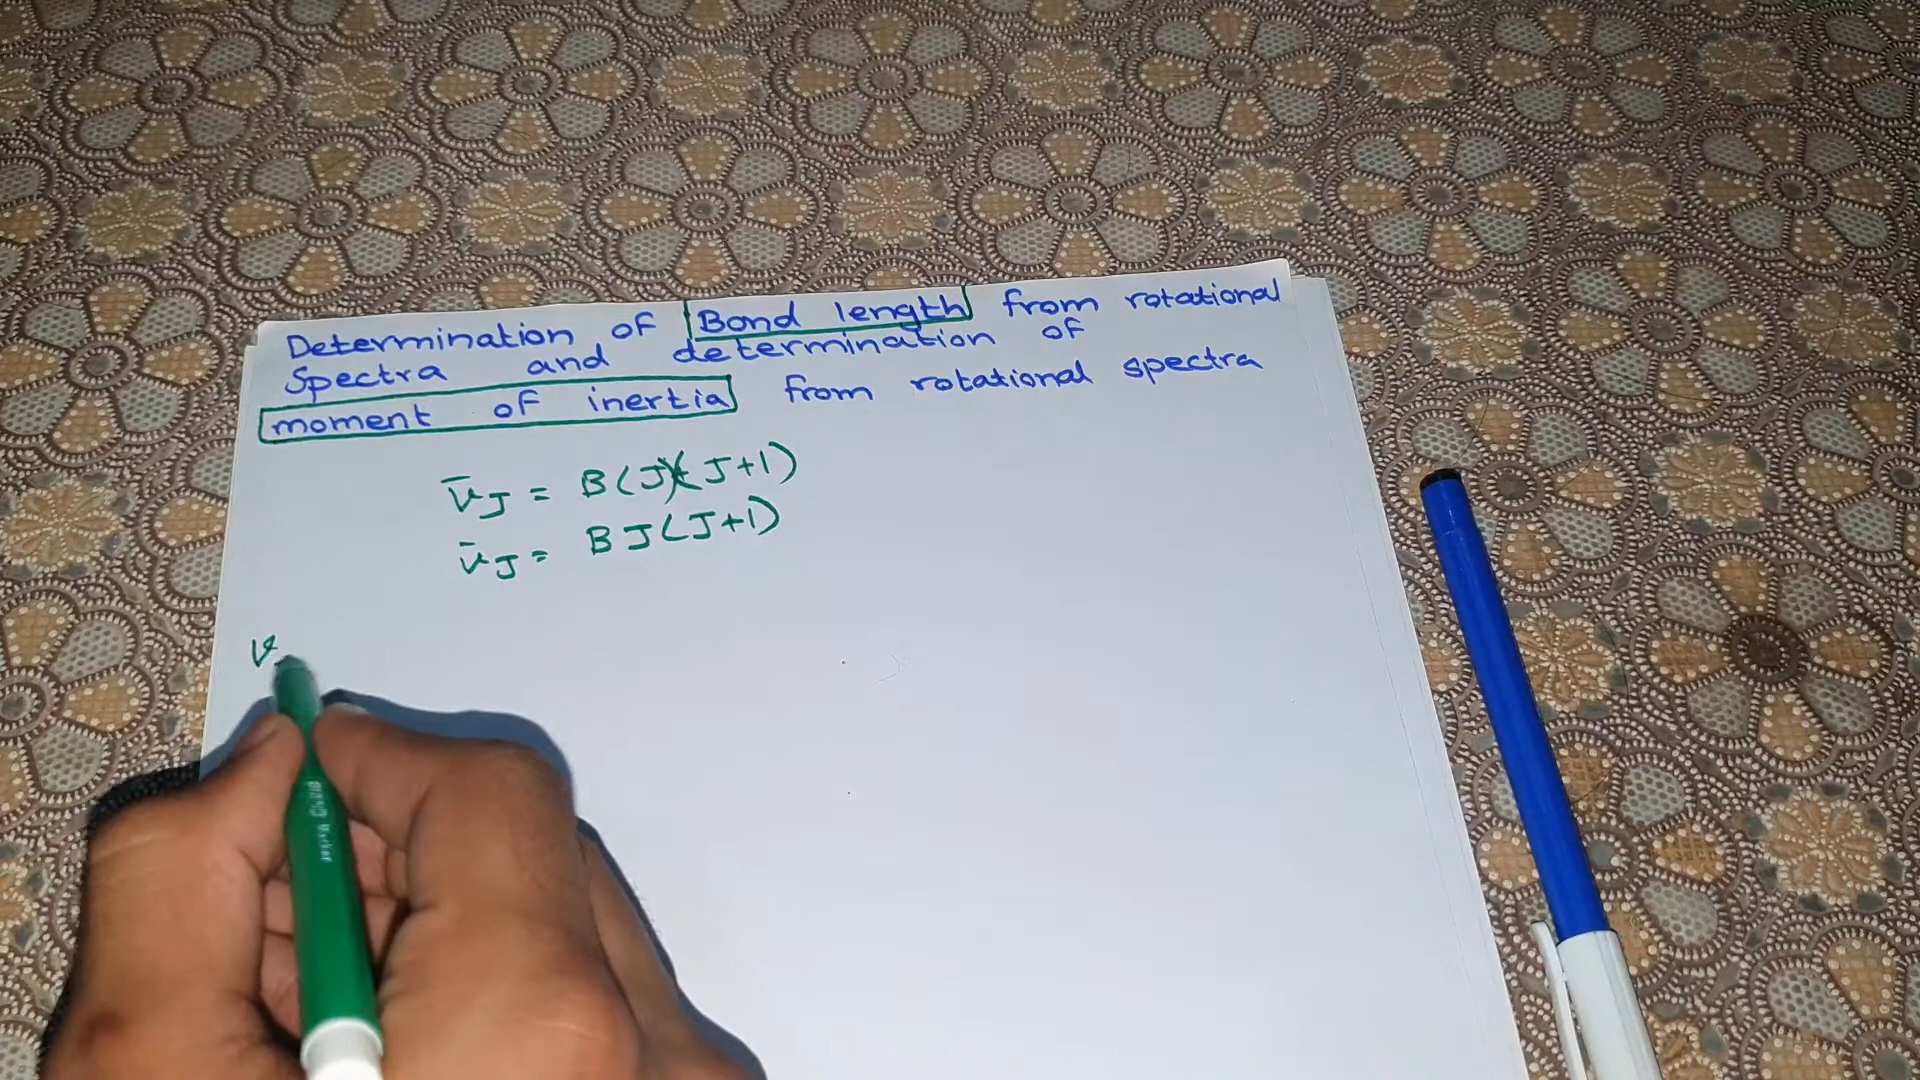 Determination of Bond length from rotational
Spectra and determination of
moment of inertia from rotational spectra
ν̄J = B(J)(J+1)
ν̄J = BJ(J+1)
ν